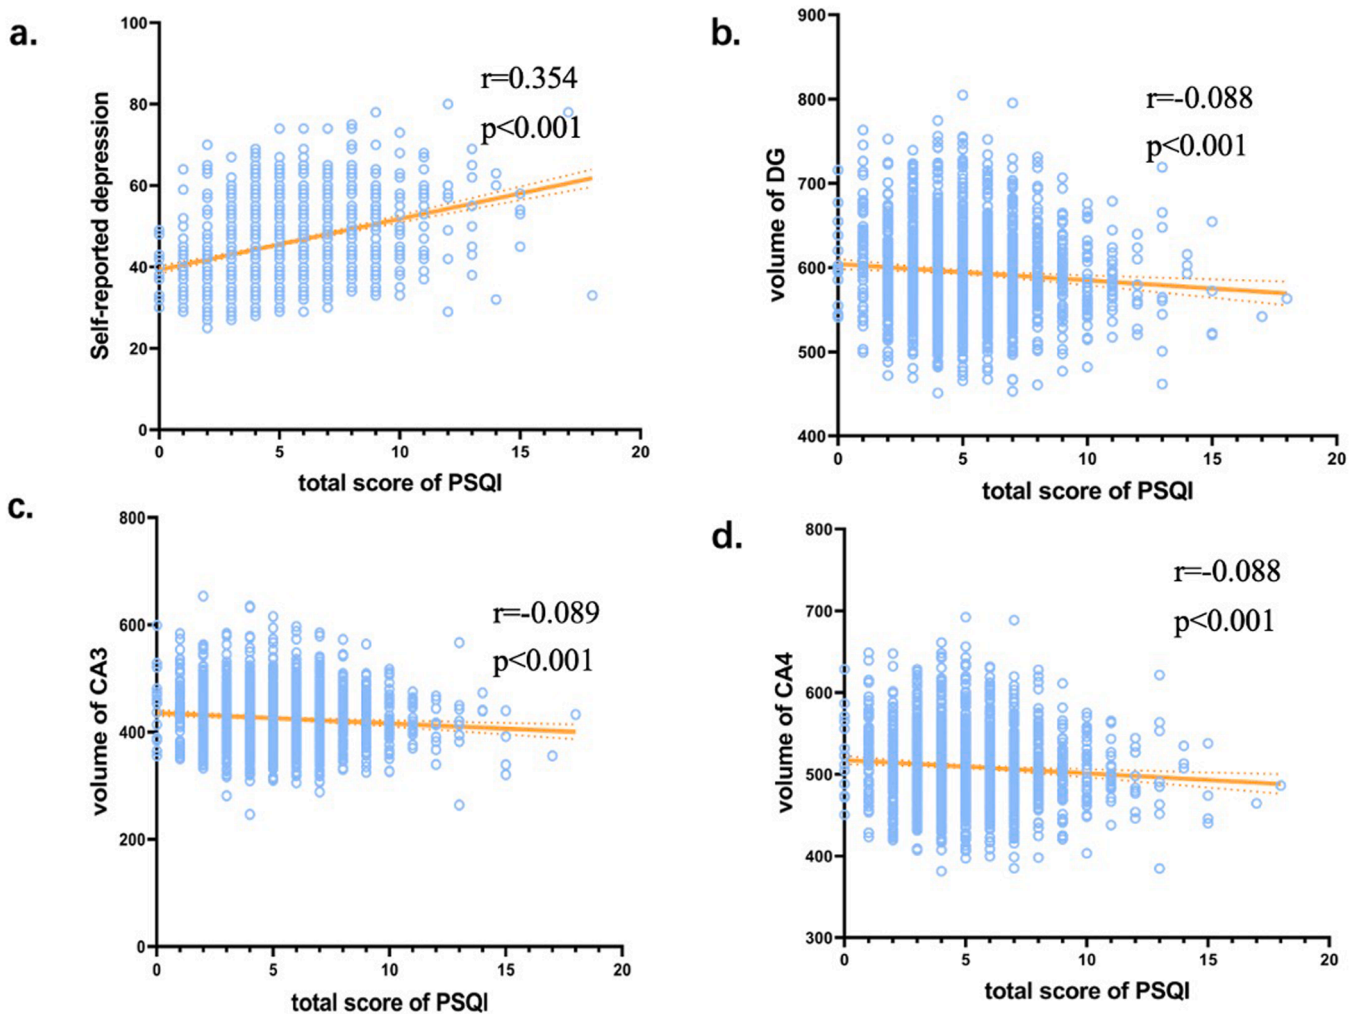 a.
100
80
60
40
20
0
Self-reported depression
r=0.354
p<0.001
0 5 10 15 20
total score of PSQI
b.
900
800
700
600
500
400
volume of DG
r=-0.088
p<0.001
0 5 10 15 20
total score of PSQI
c.
800
600
400
200
0
volume of CA3
r=-0.089
p<0.001
0 5 10 15 20
total score of PSQI
d.
800
700
600
500
400
300
volume of CA4
r=-0.088
p<0.001
0 5 10 15 20
total score of PSQI